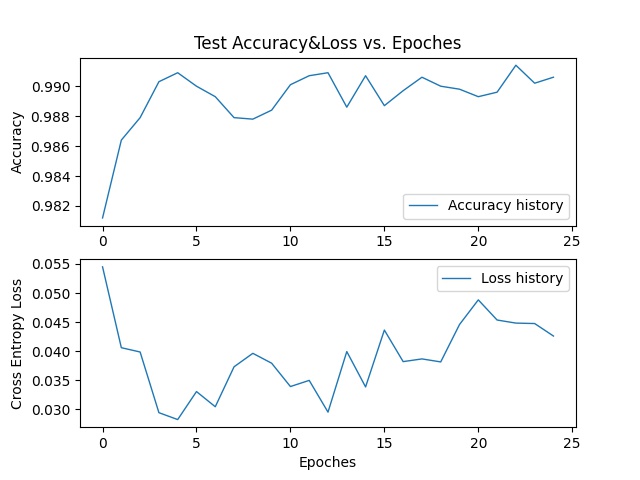 Test Accuracy&Loss vs. Epoches
Accuracy
0.990
0.988
0.986
0.984
0.982
Accuracy history
0 5 10 15 20 25
Cross Entropy Loss
0.055
0.050
0.045
0.040
0.035
0.030
Loss history
0 5 10 15 20 25
Epoches